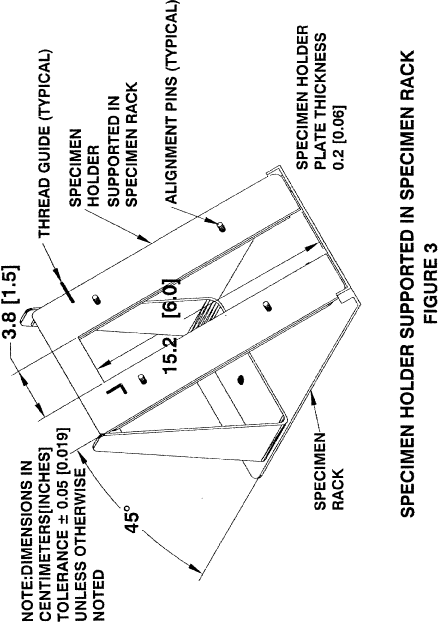 NOTE:DIMENSIONS IN
CENTIMETERS[INCHES]
TOLERANCE ± 0.05 [0.019]
UNLESS OTHERWISE
NOTED
3.8 [1.5]
THREAD GUIDE (TYPICAL)
SPECIMEN
HOLDER
SUPPORTED IN
SPECIMEN RACK
ALIGNMENT PINS (TYPICAL)
15.2 [6.0]
45°
SPECIMEN
RACK
SPECIMEN HOLDER
PLATE THICKNESS
0.2 [0.06]
SPECIMEN HOLDER SUPPORTED IN SPECIMEN RACK
FIGURE 3